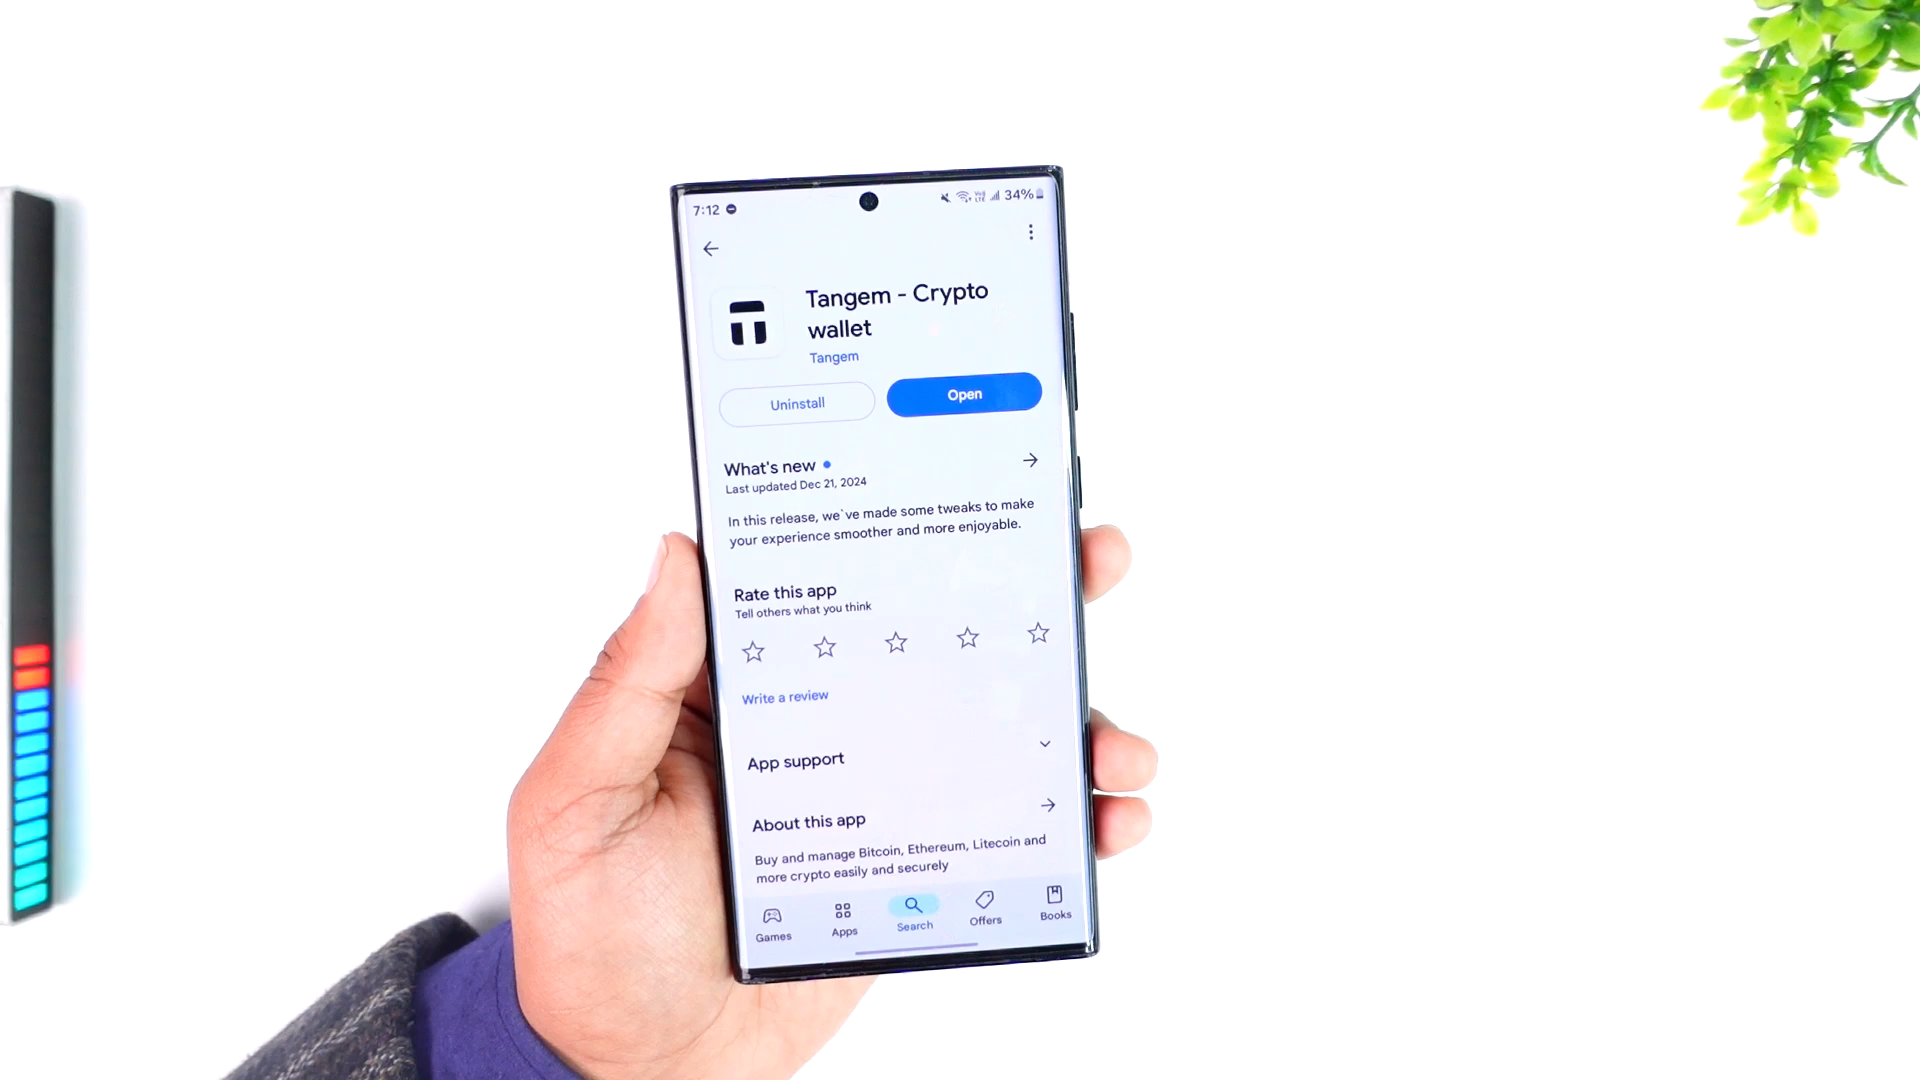 7:12
34%
Tangem - Crypto
wallet
Tangem
Uninstall
Open
What's new
Last updated Dec 21, 2024
In this release, we`ve made some tweaks to make
your experience smoother and more enjoyable.
Rate this app
Tell others what you think
Write a review
App support
About this app
Buy and manage Bitcoin, Ethereum, Litecoin and
more crypto easily and securely
Games
Apps
Search
Offers
Books